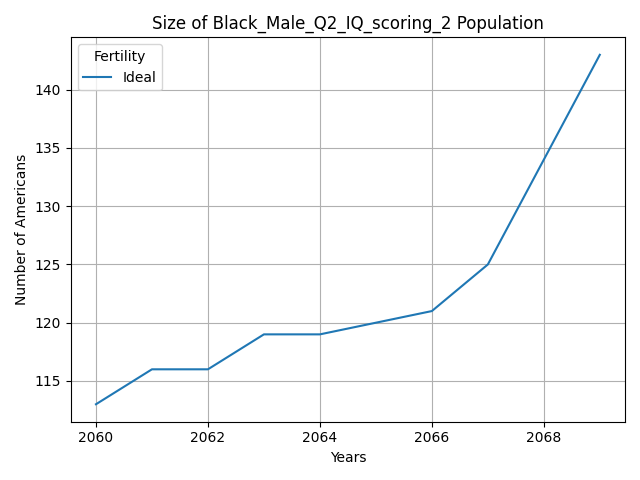 Size of Black_Male_Q2_IQ_scoring_2 Population
Fertility
Ideal
Number of Americans
140
135
130
125
120
115
2060
2062
2064
2066
2068
Years